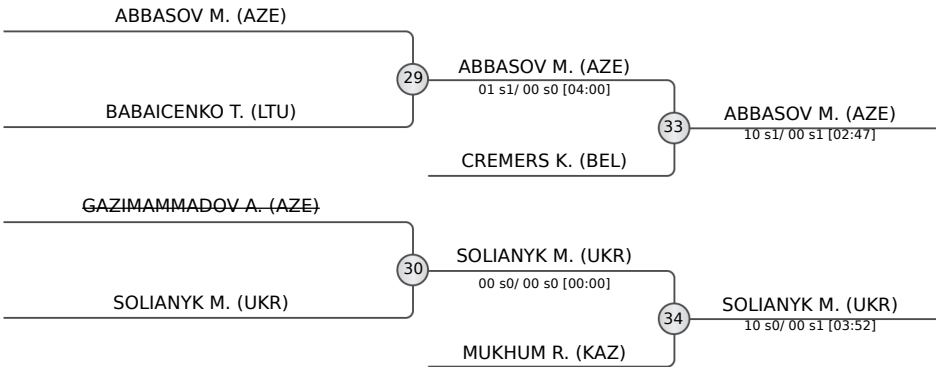 ABBASOV M. (AZE)
29
BABAICENKO T. (LTU)
ABBASOV M. (AZE)
01 s1/ 00 s0 [04:00]
33
CREMERS K. (BEL)
ABBASOV M. (AZE)
10 s1/ 00 s1 [02:47]
GAZIMAMMADOV A. (AZE)
30
SOLIANYK M. (UKR)
SOLIANYK M. (UKR)
00 s0/ 00 s0 [00:00]
34
MUKHUM R. (KAZ)
SOLIANYK M. (UKR)
10 s0/ 00 s1 [03:52]